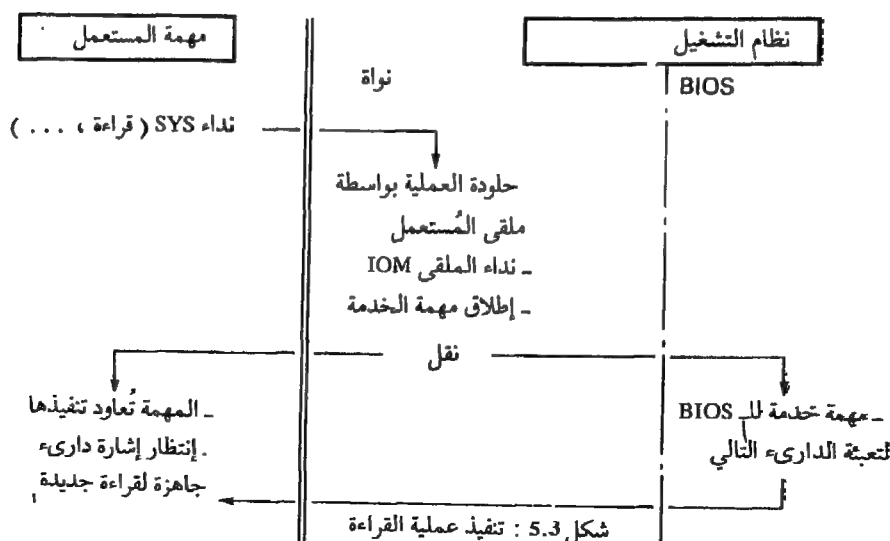 نظام التشغيل
مهمة المستعمل
نواة
BIOS
نداء SYS ( قراءة ، ... )
حلودة العملية بواسطة
ملقى المُستعمل
ـ نداء الملقى IOM
ـ إطلاق مهمة الخدمة
نقل
ـ مهمة خدمة للـ BIOS
لتعبئة الدارىء التالي
ـ المهمة تُعاود تنفيذها
. إنتظار إشارة دارىء
جاهزة لقراءة جديدة
شكل 5.3 : تنفيذ عملية القراءة